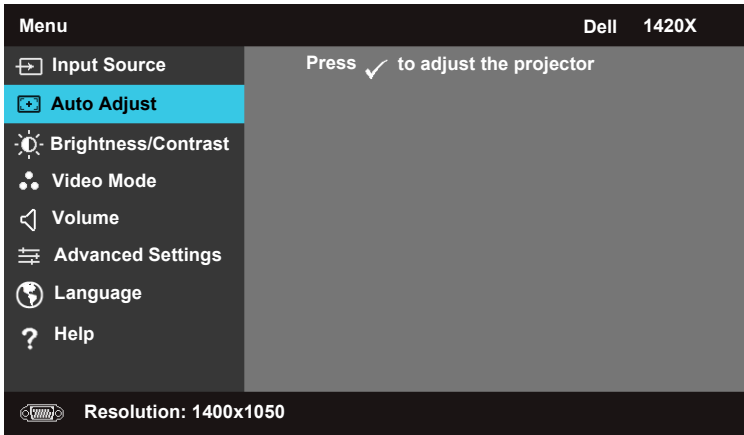 Menu Dell 1420X
Input Source
Press ✓ to adjust the projector
Auto Adjust
Brightness/Contrast
Video Mode
Volume
Advanced Settings
Language
? Help
Resolution: 1400x1050